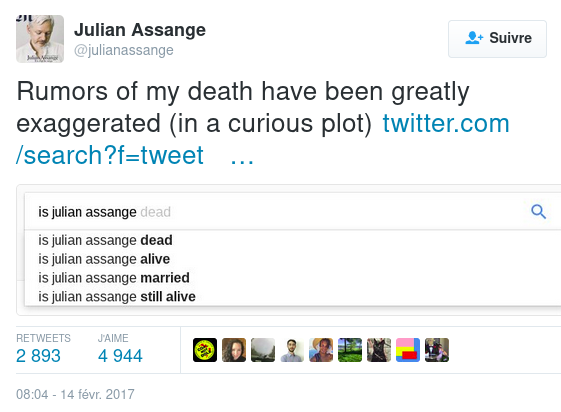 Julian Assange
@julianassange
Suivre
Rumors of my death have been greatly
exaggerated (in a curious plot) twitter.com
/search?f=tweet …
is julian assange dead
is julian assange dead
is julian assange alive
is julian assange married
is julian assange still alive
RETWEETS
2 893
J'AIME
4 944
08:04 - 14 févr. 2017